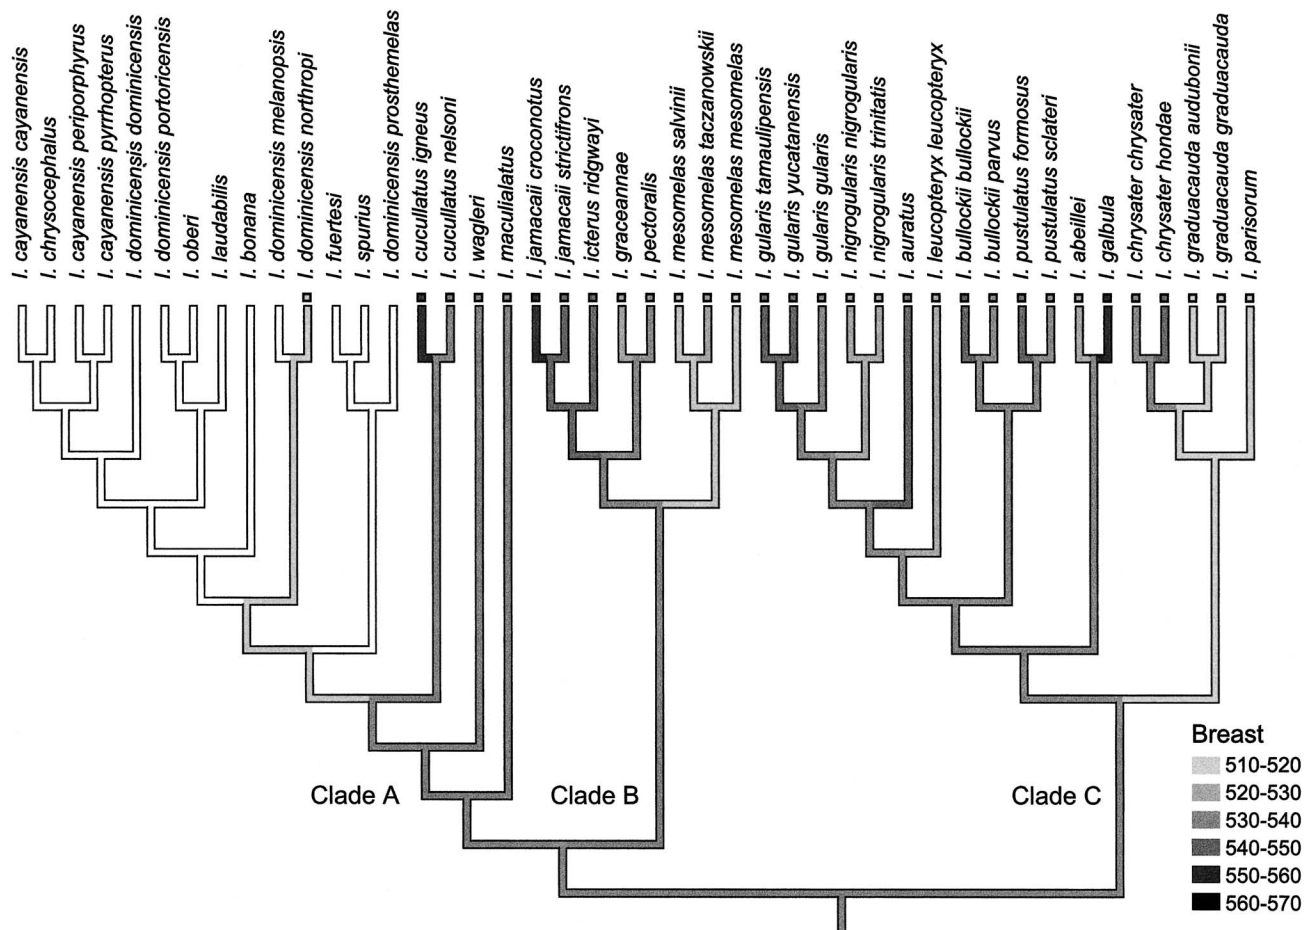 I. cayanensis cayanensis
I. chrysocephalus
I. cayanensis periporphyrus
I. cayanensis pyrrhopterus
I. dominicensis dominicensis
I. dominicensis portoricensis
I. oberi
I. laudabilis
I. bonana
I. dominicensis melanopsis
I. dominicensis northropi
I. fuertesi
I. spurius
I. dominicensis prosthemelas
I. cucullatus igneus
I. cucullatus nelsoni
I. wagleri
I. maculialatus
I. jamacaii croconotus
I. jamacaii strictifrons
I. icterus ridgwayi
I. graceannae
I. pectoralis
I. mesomelas salvinii
I. mesomelas taczanowskii
I. mesomelas mesomelas
I. gularis tamaulipensis
I. gularis yucatanensis
I. gularis gularis
I. nigrogularis nigrogularis
I. nigrogularis trinitatis
I. auratus
I. leucopteryx leucopteryx
I. bullockii bullockii
I. bullockii parvus
I. pustulatus formosus
I. pustulatus sclateri
I. abeillei
I. galbula
I. chrysater chrysater
I. chrysater hondae
I. graduacauda audubonii
I. graduacauda graduacauda
I. parisorum
Clade A
Clade B
Clade C
Breast
510-520
520-530
530-540
540-550
550-560
560-570